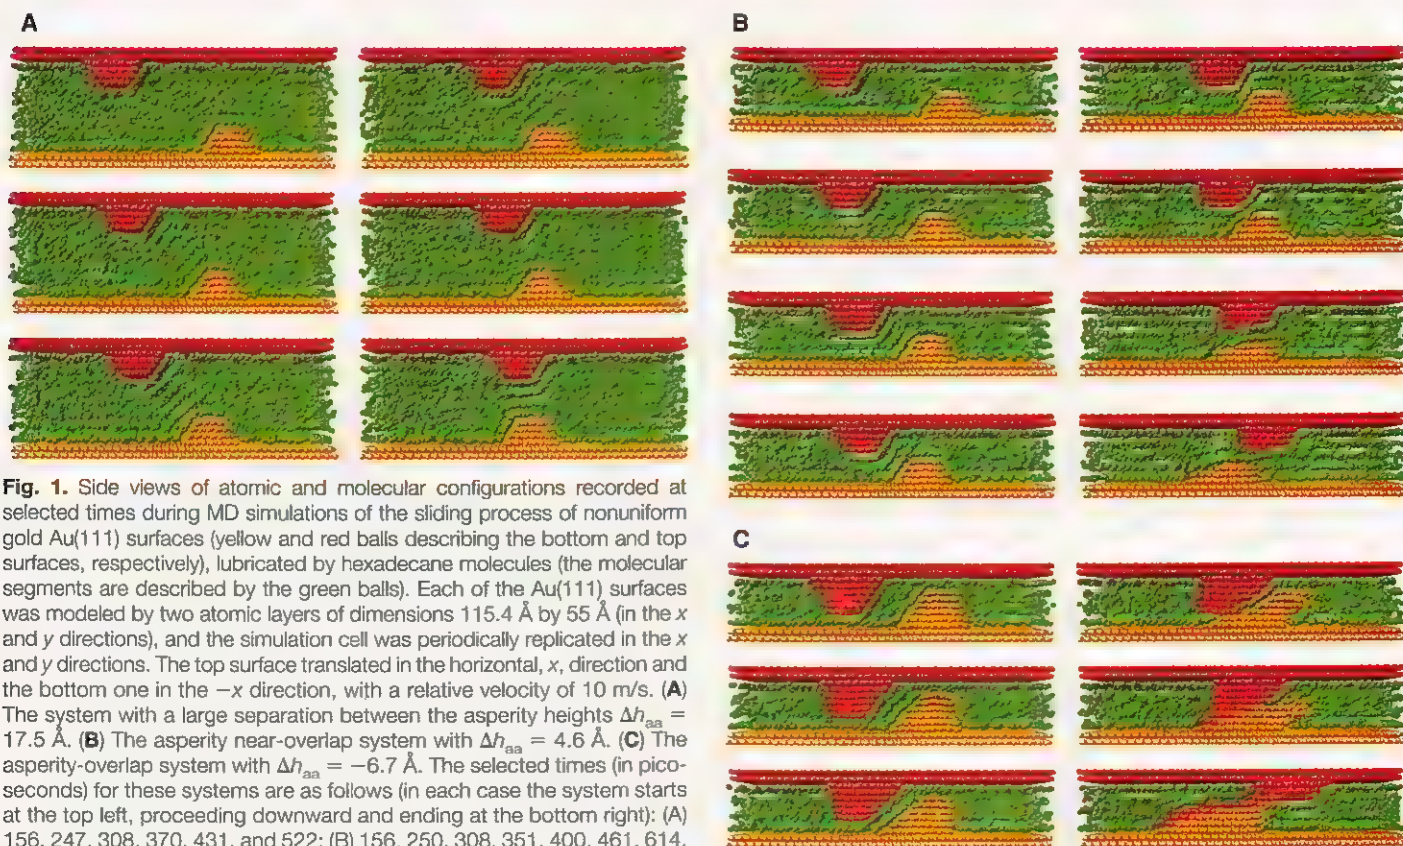 A
B
Fig. 1. Side views of atomic and molecular configurations recorded at
selected times during MD simulations of the sliding process of nonuniform
gold Au(111) surfaces (yellow and red balls describing the bottom and top
surfaces, respectively), lubricated by hexadecane molecules (the molecular
segments are described by the green balls). Each of the Au(111) surfaces
was modeled by two atomic layers of dimensions 115.4 Å by 55 Å (in the x
and y directions), and the simulation cell was periodically replicated in the x
and y directions. The top surface translated in the horizontal, x, direction and
the bottom one in the −x direction, with a relative velocity of 10 m/s. (A)
The system with a large separation between the asperity heights Δhaa =
17.5 Å. (B) The asperity near-overlap system with Δhaa = 4.6 Å. (C) The
asperity-overlap system with Δhaa = −6.7 Å. The selected times (in pico-
seconds) for these systems are as follows (in each case the system starts
at the top left, proceeding downward and ending at the bottom right): (A)
156, 247, 308, 370, 431, and 522; (B) 156, 250, 308, 351, 400, 461, 614,
C